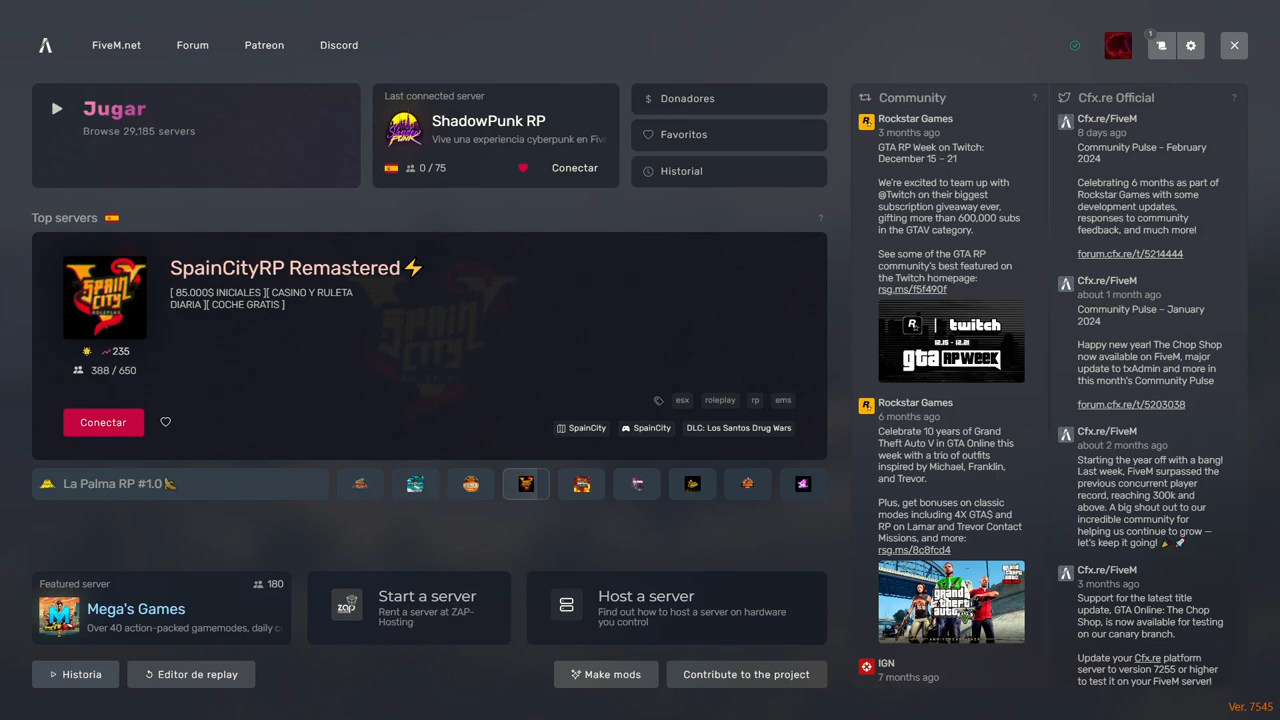 FiveM.net
Forum
Patreon
Discord
1
Jugar
Browse 29,185 servers
Last connected server
SHADOW PUNK
ShadowPunk RP
Vive una experiencia cyberpunk en Five
0 / 75
Conectar
$ Donadores
Favoritos
Historial
Top servers
?
SPAIN
CITY
ROLEPLAY
SpainCityRP Remastered⚡
[ 85.000$ INICIALES ][ CASINO Y RULETA
DIARIA ][ COCHE GRATIS ]
235
388 / 650
Conectar
esx
roleplay
rp
ems
SpainCity
SpainCity
DLC: Los Santos Drug Wars
La Palma RP #1.0
Featured server
180
Mega's Games
Over 40 action-packed gamemodes, daily c
ZAP
Start a server
Rent a server at ZAP-
Hosting
Host a server
Find out how to host a server on hardware
you control
Historia
Editor de replay
Make mods
Contribute to the project
Community
?
Rockstar Games
3 months ago
GTA RP Week on Twitch:
December 15 – 21
We're excited to team up with
@Twitch on their biggest
subscription giveaway ever,
gifting more than 600,000 subs
in the GTAV category.
See some of the GTA RP
community's best featured on
the Twitch homepage:
rsg.ms/f5f490f
R* | twitch
12.15 - 12.21
gta RP WEEK
Rockstar Games
6 months ago
Celebrate 10 years of Grand
Theft Auto V in GTA Online this
week with a trio of outfits
inspired by Michael, Franklin,
and Trevor.
Plus, get bonuses on classic
modes including 4X GTA$ and
RP on Lamar and Trevor Contact
Missions, and more:
rsg.ms/8c8fcd4
grand
theft
auto
V
IGN
7 months ago
Cfx.re Official
?
Cfx.re/FiveM
8 days ago
Community Pulse - February
2024
Celebrating 6 months as part of
Rockstar Games with some
development updates,
responses to community
feedback, and much more!
forum.cfx.re/t/5214444
Cfx.re/FiveM
about 1 month ago
Community Pulse – January
2024
Happy new year! The Chop Shop
now available on FiveM, major
update to txAdmin and more in
this month's Community Pulse
forum.cfx.re/t/5203038
Cfx.re/FiveM
about 2 months ago
Starting the year off with a bang!
Last week, FiveM surpassed the
previous concurrent player
record, reaching 300k and
above. A big shout out to our
incredible community for
helping us continue to grow —
let's keep it going! 🎉 🚀
Cfx.re/FiveM
3 months ago
Support for the latest title
update, GTA Online: The Chop
Shop, is now available for testing
on our canary branch.
Update your Cfx.re platform
server to version 7255 or higher
to test it on your FiveM server!
Ver. 7545